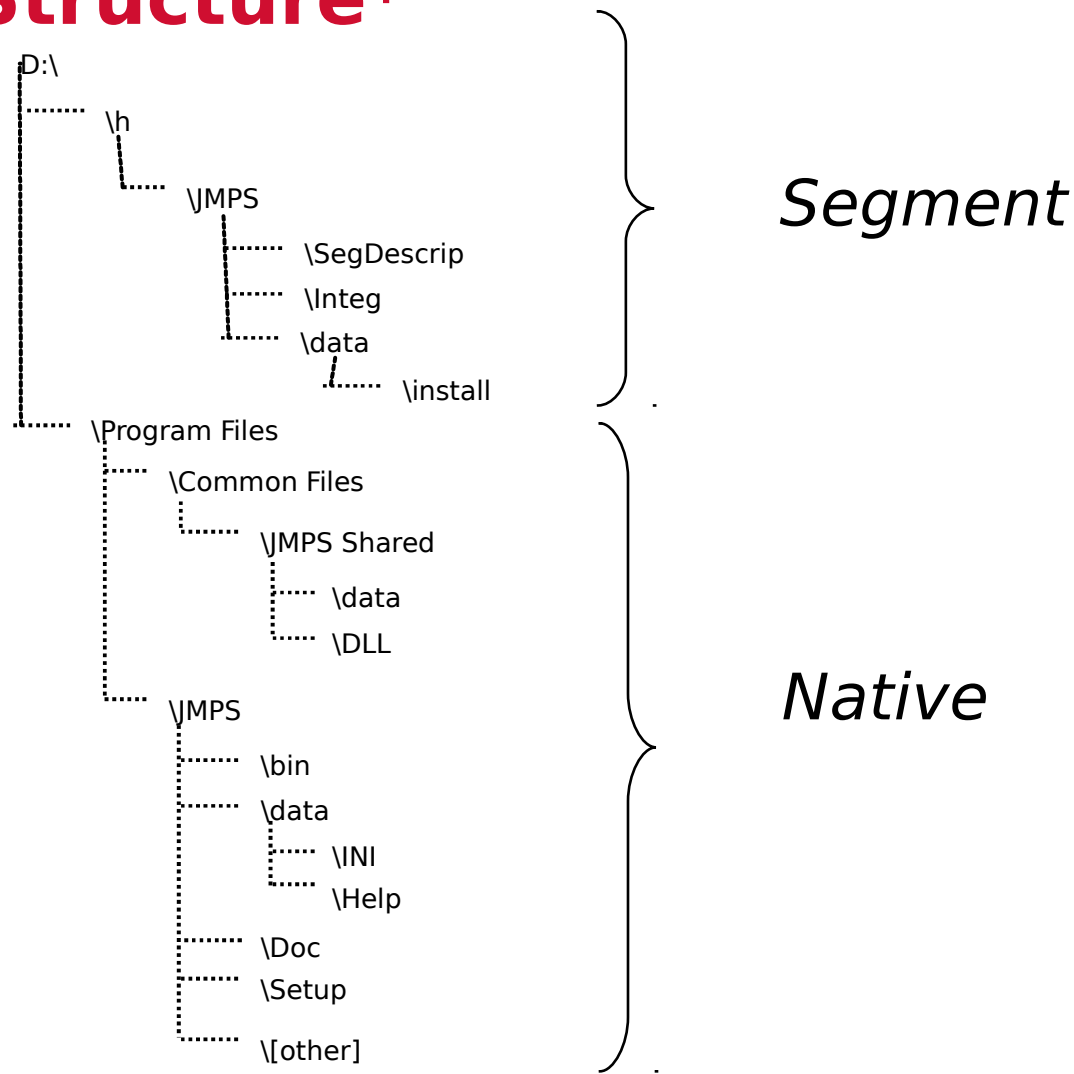 Structure*
D:\
\h
\JMPS
Segment
\SegDescrip
\Integ
\data
\install
\Program Files
\Common Files
\JMPS Shared
\data
\DLL
Native
\JMPS
\bin
\data
\INI
\Help
\Doc
\Setup
\[other]